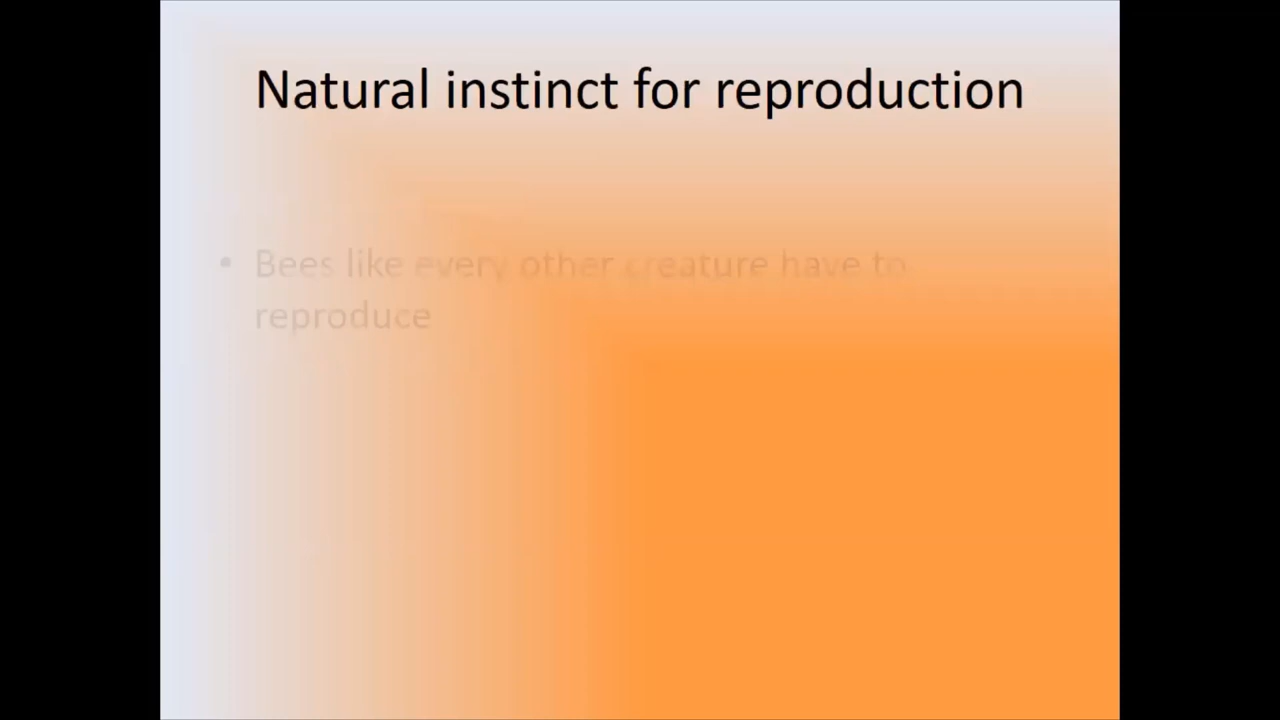 Natural instinct for reproduction
• Bees like every other creature have to
reproduce